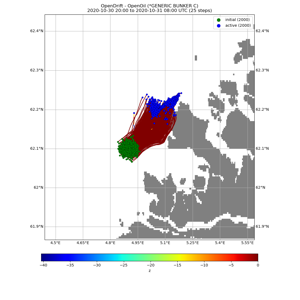 OpenDrift - OpenOil (*GENERIC BUNKER C)
2020-10-30 20:00 to 2020-10-31 08:00 UTC (25 steps)
initial (2000)
active (2000)
62.4°N
62.3°N
62.2°N
62.1°N
62°N
61.9°N
4.5°E
4.65°E
4.8°E
4.95°E
5.1°E
5.25°E
5.4°E
5.55°E
−40
−35
−30
−25
−20
−15
−10
−5
0
z